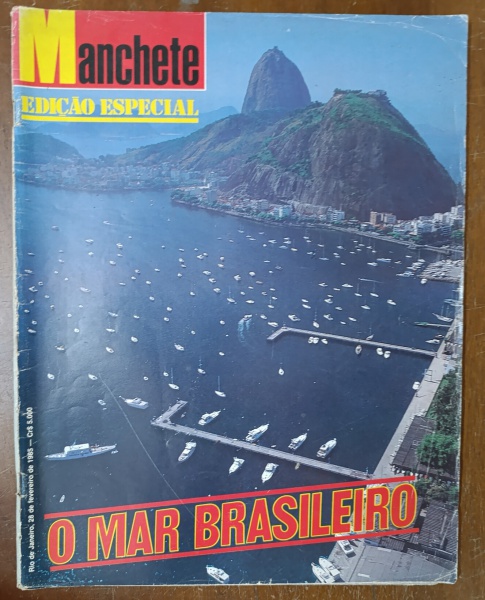 Manchete
EDIÇÃO ESPECIAL
Rio de Janeiro, 28 de fevereiro de 1985 — Cr$ 5.000
O MAR BRASILEIRO